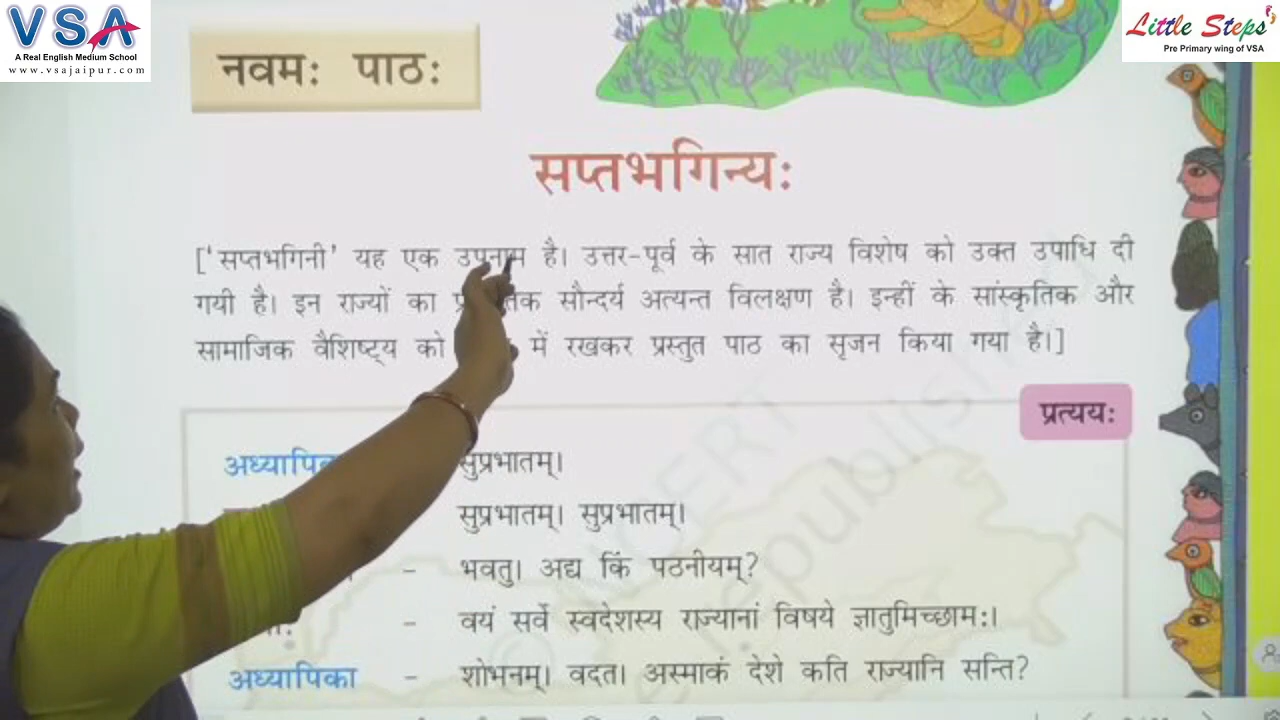 VSA
A Real English Medium School
www.vsajaipur.com
Little Steps
Pre Primary wing of VSA
नवमः पाठः
सप्तभगिन्यः
['सप्तभगिनी' यह एक उपनाम है। उत्तर-पूर्व के सात राज्य विशेष को उक्त उपाधि दी
गयी है। इन राज्यों का सौन्दर्य अत्यन्त विलक्षण है। इन्हीं के सांस्कृतिक और
सामाजिक वैशिष्ट्य को में रखकर प्रस्तुत पाठ का सृजन किया गया है।]
प्रत्ययः
सुप्रभातम्।
सुप्रभातम्। सुप्रभातम्।
- भवतु। अद्य किं पठनीयम्?
- वयं सर्वे स्वदेशस्य राज्यानां विषये ज्ञातुमिच्छामः।
अध्यापिका - शोभनम्। वदत। अस्माकं देशे कति राज्यानि सन्ति?